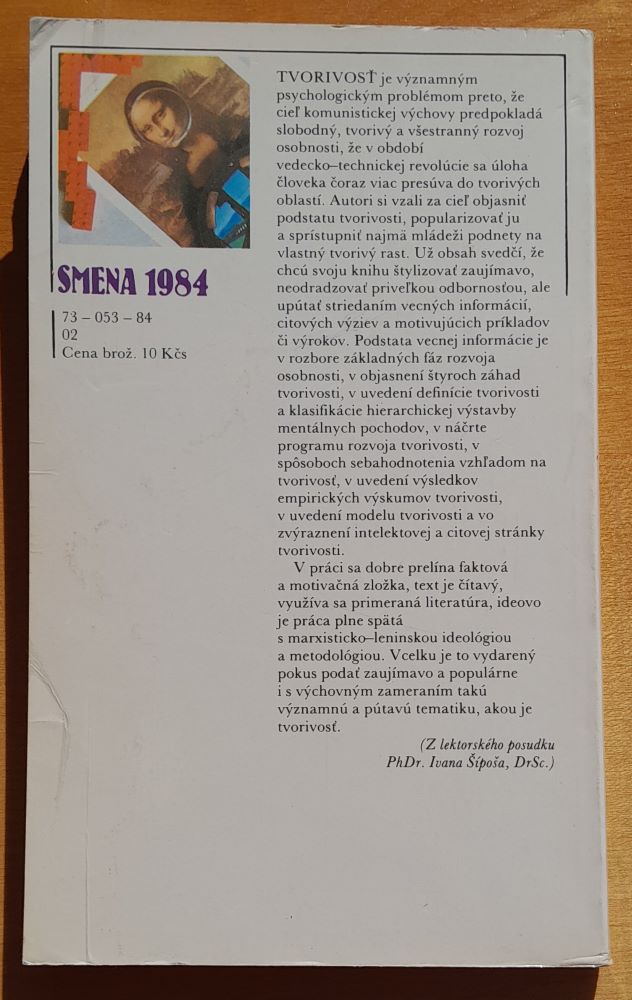 SMENA 1984
73 – 053 – 84
02
Cena brož. 10 Kčs
TVORIVOSŤ je významným
psychologickým problémom preto, že
cieľ komunistickej výchovy predpokladá
slobodný, tvorivý a všestranný rozvoj
osobnosti, že v období
vedecko–technickej revolúcie sa úloha
človeka čoraz viac presúva do tvorivých
oblastí. Autori si vzali za cieľ objasniť
podstatu tvorivosti, popularizovať ju
a sprístupniť najmä mládeži podnety na
vlastný tvorivý rast. Už obsah svedčí, že
chcú svoju knihu štylizovať zaujímavo,
neodradzovať priveľkou odbornosťou, ale
upútať striedaním vecných informácií,
citových výziev a motivujúcich príkladov
či výrokov. Podstata vecnej informácie je
v rozbore základných fáz rozvoja
osobnosti, v objasnení štyroch záhad
tvorivosti, v uvedení definície tvorivosti
a klasifikácie hierarchickej výstavby
mentálnych pochodov, v náčrte
programu rozvoja tvorivosti, v
spôsoboch sebahodnotenia vzhľadom na
tvorivosť, v uvedení výsledkov
empirických výskumov tvorivosti,
v uvedení modelu tvorivosti a vo
zvýraznení intelektovej a citovej stránky
tvorivosti.
V práci sa dobre prelína faktová
a motivačná zložka, text je čítavý,
využíva sa primeraná literatúra, ideovo
je práca plne spätá
s marxisticko–leninskou ideológiou
a metodológiou. Vcelku je to vydarený
pokus podať zaujímavo a populárne
i s výchovným zameraním takú
významnú a pútavú tematiku, akou je
tvorivosť.
(Z lektorského posudku
PhDr. Ivana Šípoša, DrSc.)